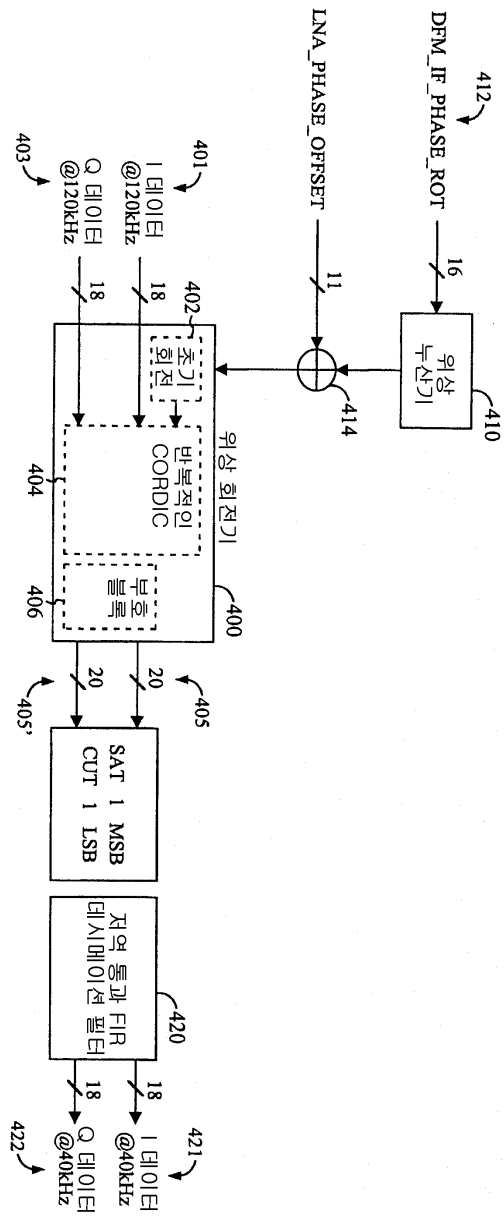 412
DFM_IF_PHASE_ROT
16
위상
누산기
410
LNA_PHASE_OFFSET
11
414
401
I 데이터
@120kHz
18
403
Q 데이터
@120kHz
18
위상 회전기
400
402
초기
회전
반복적인
CORDIC
404
부호
블록
406
20
405
20
405'
SAT 1 MSB
CUT 1 LSB
저역 통과 FIR
데시메이션 필터
420
18
I 데이터
@40kHz
421
18
Q 데이터
@40kHz
422